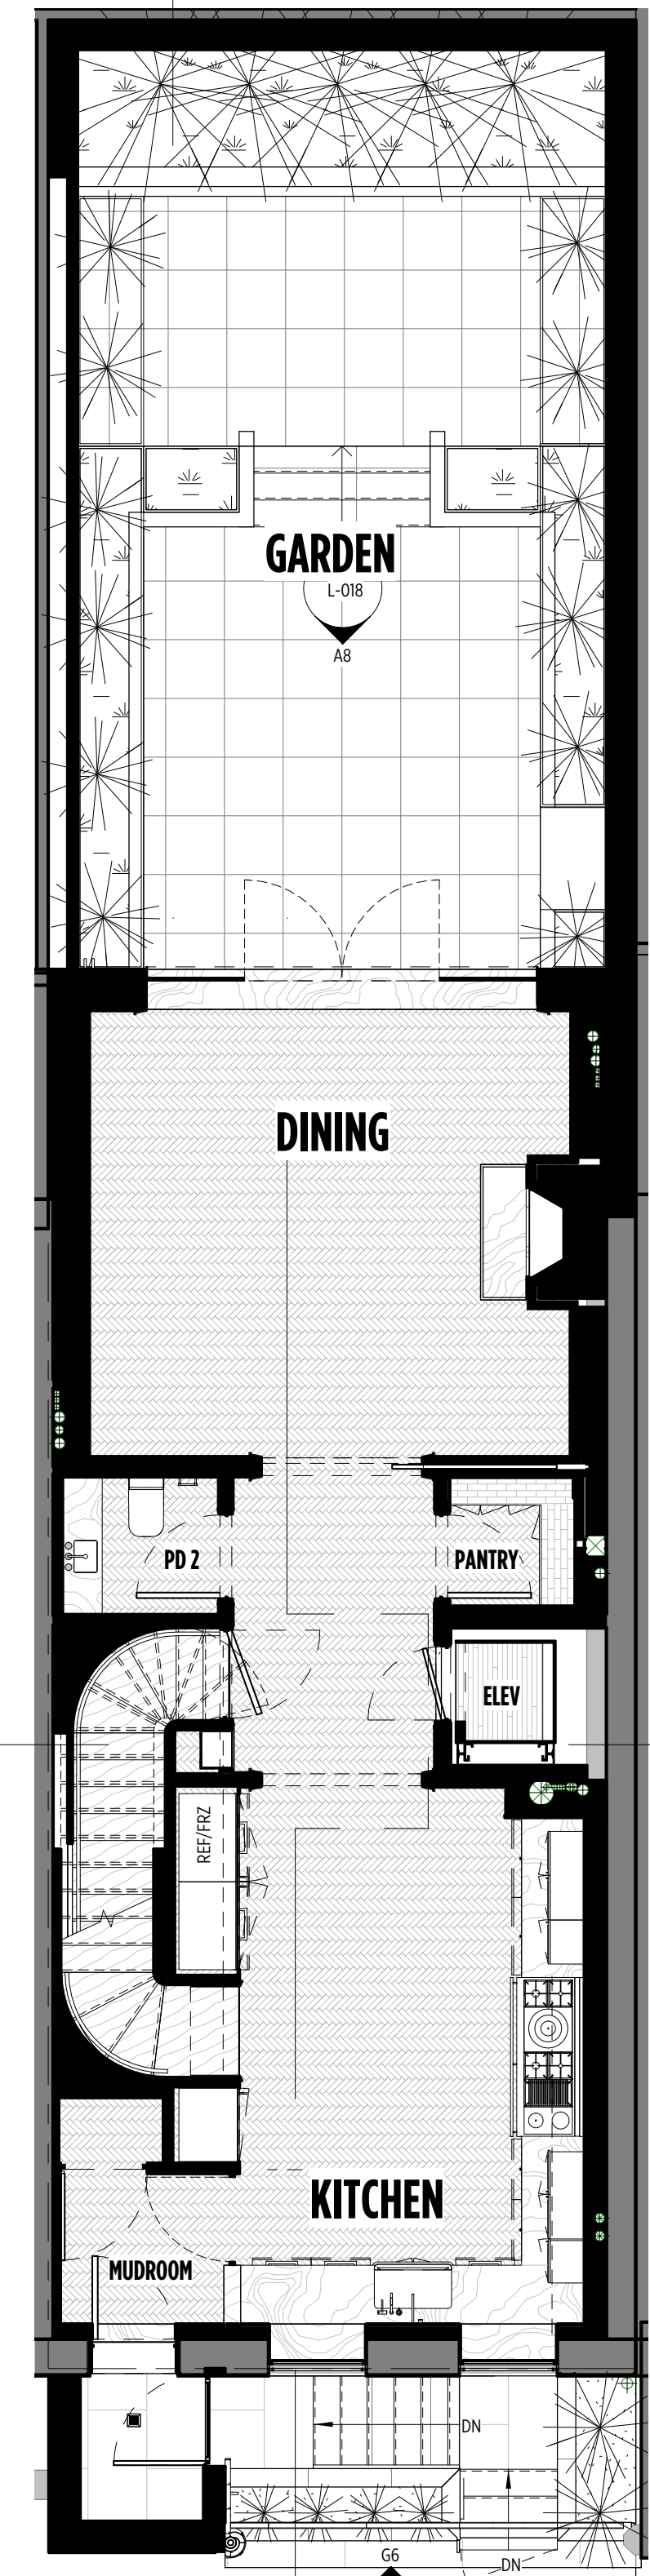 GARDEN
L-018
A8
DINING
PD 2
PANTRY
ELEV
REF/FRZ
KITCHEN
MUDROOM
DN
G6
DN